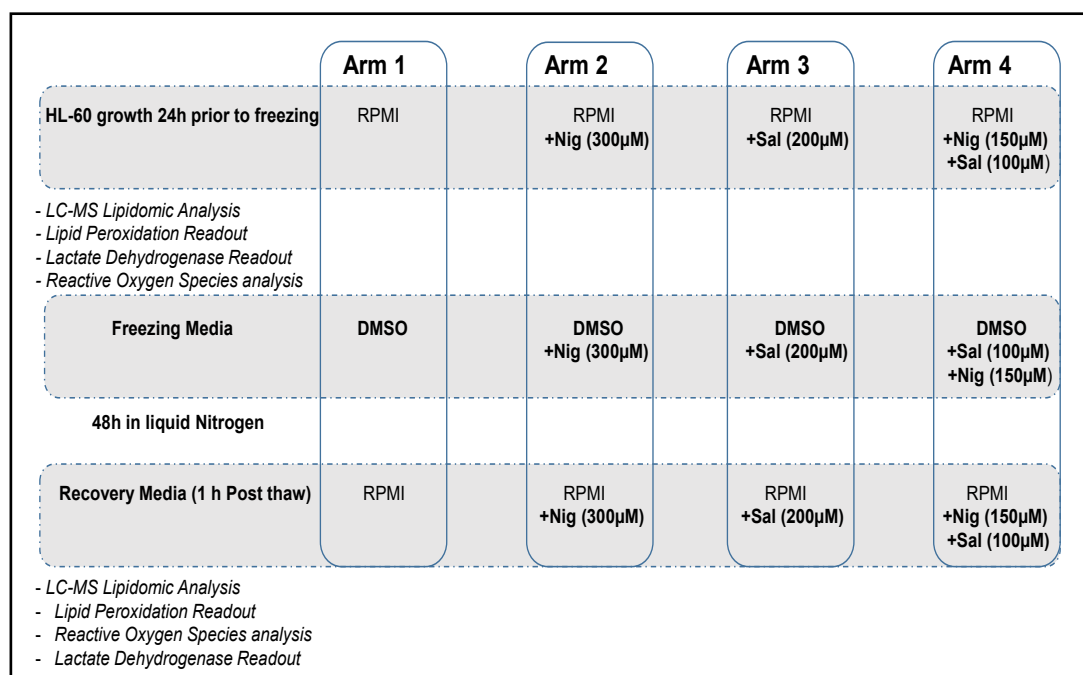 Arm 1 Arm 2 Arm 3 Arm 4
HL-60 growth 24h prior to freezing RPMI RPMI RPMI RPMI
+Nig (300µM) +Sal (200µM) +Nig (150µM)
+Sal (100µM)
- LC-MS Lipidomic Analysis
- Lipid Peroxidation Readout
- Lactate Dehydrogenase Readout
- Reactive Oxygen Species analysis
Freezing Media DMSO DMSO DMSO DMSO
+Nig (300µM) +Sal (200µM) +Sal (100µM)
+Nig (150µM)
48h in liquid Nitrogen
Recovery Media (1 h Post thaw) RPMI RPMI RPMI RPMI
+Nig (300µM) +Sal (200µM) +Nig (150µM)
+Sal (100µM)
- LC-MS Lipidomic Analysis
- Lipid Peroxidation Readout
- Reactive Oxygen Species analysis
- Lactate Dehydrogenase Readout